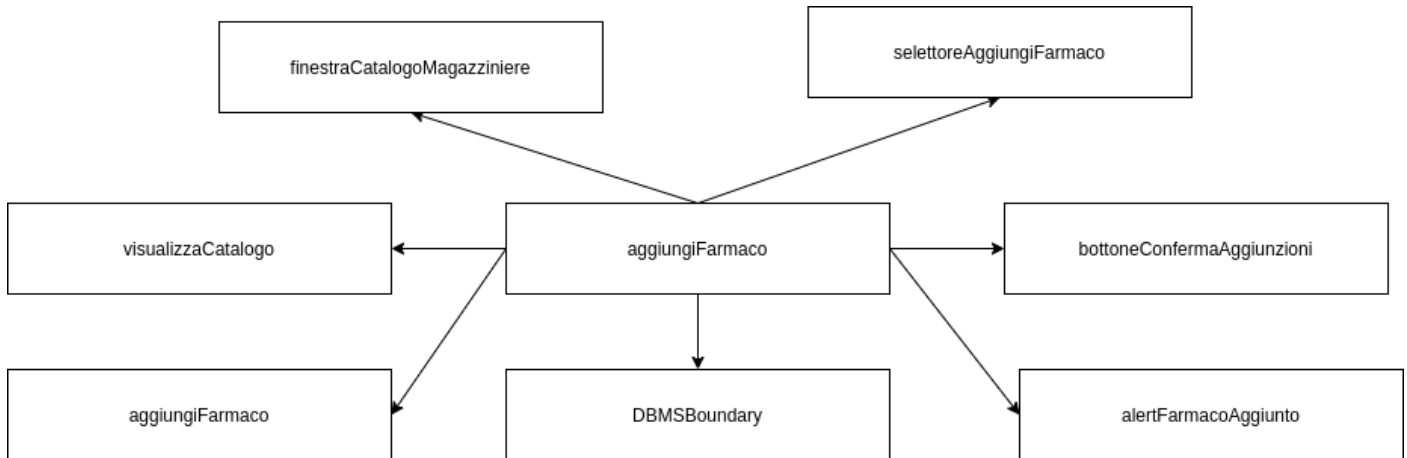 finestraCatalogoMagazziniere
selettoreAggiungiFarmaco
visualizzaCatalogo
aggiungiFarmaco
bottoneConfermaAggiunzioni
aggiungiFarmaco
DBMSBoundary
alertFarmacoAggiunto